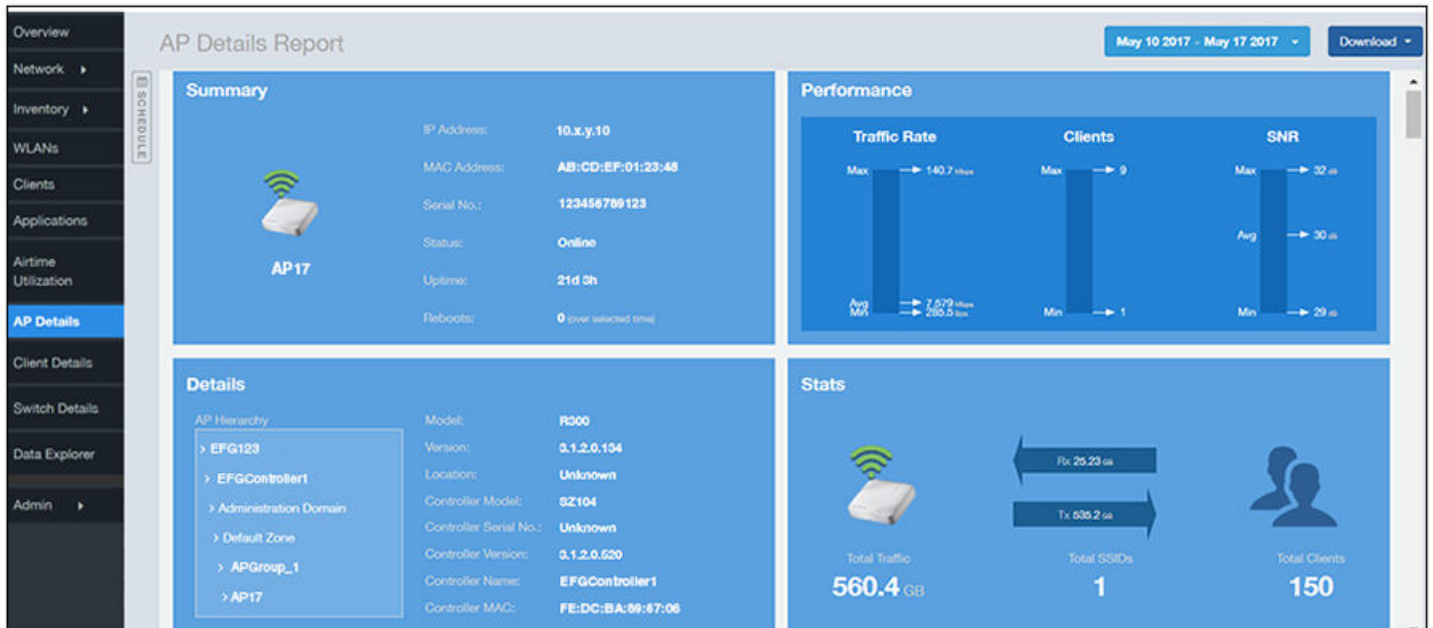 Overview
Network
Inventory
WLANs
Clients
Applications
Airtime
Utilization
AP Details
Client Details
Switch Details
Data Explorer
Admin
AP Details Report
May 10 2017 - May 17 2017
Download
SCHEDULE
Summary
AP17
IP Address: 10.x.y.10
MAC Address: AB:CD:EF:01:23:48
Serial No.: 123456789123
Status: Online
Uptime: 21d 3h
Reboots: 0 (over selected time)
Performance
Traffic Rate
Max 140.7 Mbps
Avg 7.579 Mbps
Min 265.5 bps
Clients
Max 9
Min 1
SNR
Max 32 dB
Avg 30 dB
Min 29 dB
Details
AP Hierarchy
> EFG123
> EFGController1
> Administration Domain
> Default Zone
> APGroup_1
> AP17
Model: R300
Version: 3.1.2.0.134
Location: Unknown
Controller Model: SZ104
Controller Serial No.: Unknown
Controller Version: 3.1.2.0.520
Controller Name: EFGController1
Controller MAC: FE:DC:BA:89:67:06
Stats
Rx 25.23 GB
Tx 535.2 GB
Total Traffic
560.4 GB
Total SSIDs
1
Total Clients
150